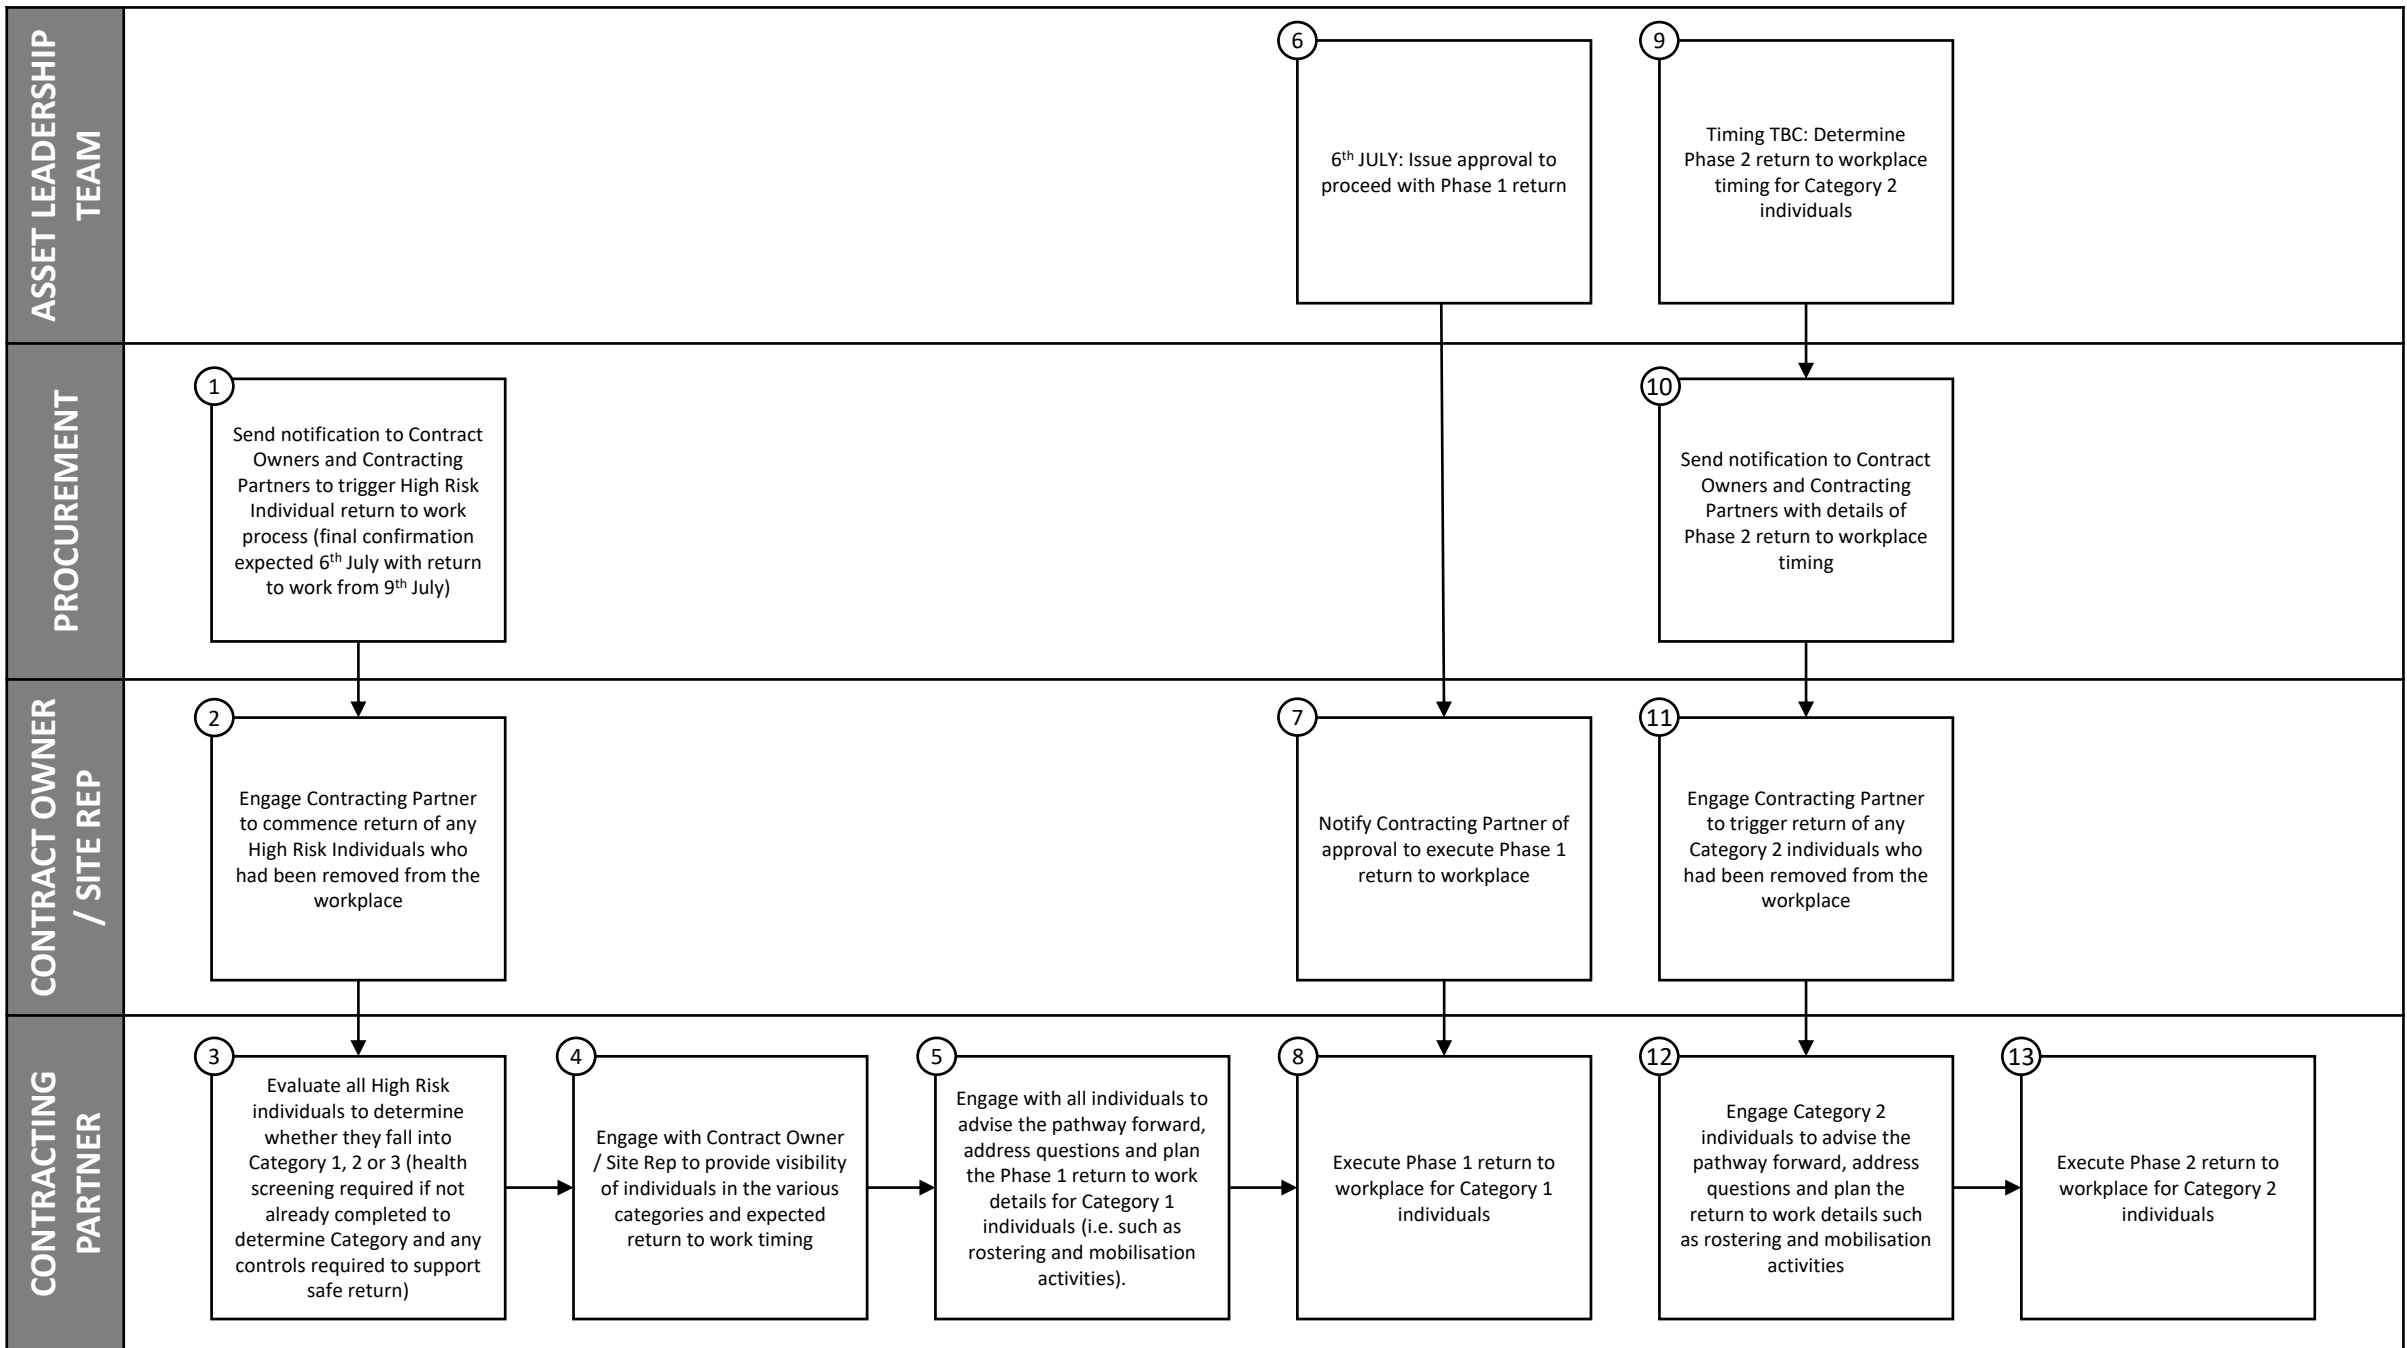 ASSET LEADERSHIP
TEAM
6
6th JULY: Issue approval to
proceed with Phase 1 return
9
Timing TBC: Determine
Phase 2 return to workplace
timing for Category 2
individuals
PROCUREMENT
1
Send notification to Contract
Owners and Contracting
Partners to trigger High Risk
Individual return to work
process (final confirmation
expected 6th July with return
to work from 9th July)
10
Send notification to Contract
Owners and Contracting
Partners with details of
Phase 2 return to workplace
timing
CONTRACT OWNER
/ SITE REP
2
Engage Contracting Partner
to commence return of any
High Risk Individuals who
had been removed from the
workplace
7
Notify Contracting Partner of
approval to execute Phase 1
return to workplace
11
Engage Contracting Partner
to trigger return of any
Category 2 individuals who
had been removed from the
workplace
CONTRACTING
PARTNER
3
Evaluate all High Risk
individuals to determine
whether they fall into
Category 1, 2 or 3 (health
screening required if not
already completed to
determine Category and any
controls required to support
safe return)
4
Engage with Contract Owner
/ Site Rep to provide visibility
of individuals in the various
categories and expected
return to work timing
5
Engage with all individuals to
advise the pathway forward,
address questions and plan
the Phase 1 return to work
details for Category 1
individuals (i.e. such as
rostering and mobilisation
activities).
8
Execute Phase 1 return to
workplace for Category 1
individuals
12
Engage Category 2
individuals to advise the
pathway forward, address
questions and plan the
return to work details such
as rostering and mobilisation
activities
13
Execute Phase 2 return to
workplace for Category 2
individuals